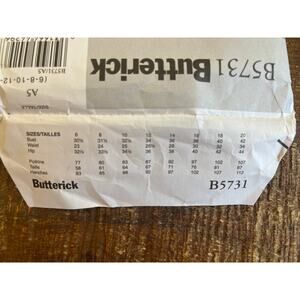 B5731 Butterick
(6-8-10-12-
B5731/A5
A5
SIZE/TAILLE
SIZES/TAILLES 6 8 10 12 14 16 18 20
Bust 30½ 31½ 32½ 34 36 38 40 42
Waist 23 24 25 26½ 28 30 32 34
Hip 32½ 33½ 34½ 36 38 40 42 44
Poitrine 77 80 83 87 92 97 102 107
Taille 58 61 64 67 71 76 81 87
Hanches 83 85 88 92 97 102 107 112
Butterick B5731